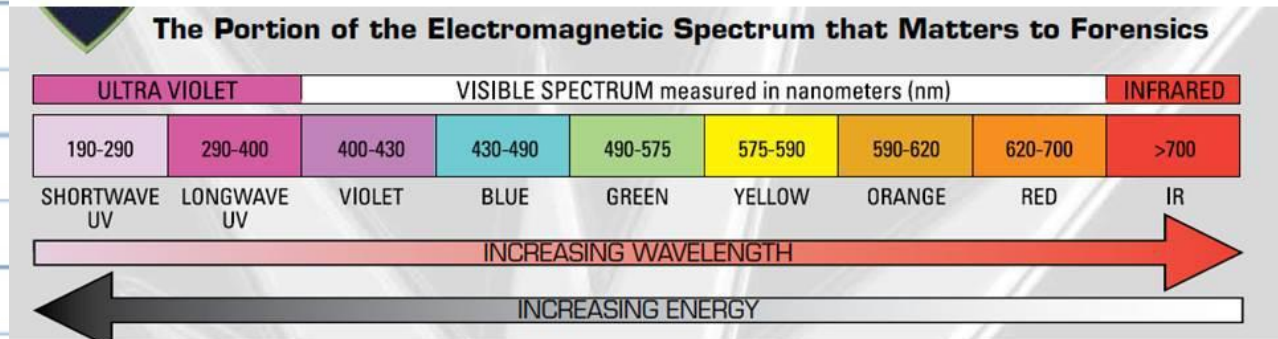 The Portion of the Electromagnetic Spectrum that Matters to Forensics
ULTRA VIOLET VISIBLE SPECTRUM measured in nanometers (nm) INFRARED
190-290 290-400 400-430 430-490 490-575 575-590 590-620 620-700 >700
SHORTWAVE LONGWAVE VIOLET BLUE GREEN YELLOW ORANGE RED IR
UV UV
INCREASING WAVELENGTH
INCREASING ENERGY